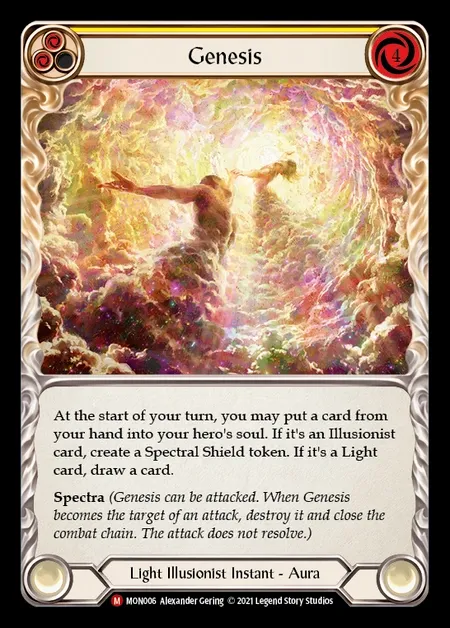 Genesis
4
At the start of your turn, you may put a card from
your hand into your hero's soul. If it's an Illusionist
card, create a Spectral Shield token. If it's a Light
card, draw a card.
Spectra (Genesis can be attacked. When Genesis
becomes the target of an attack, destroy it and close the
combat chain. The attack does not resolve.)
Light Illusionist Instant - Aura
M MON006 Alexander Gering © 2021 Legend Story Studios